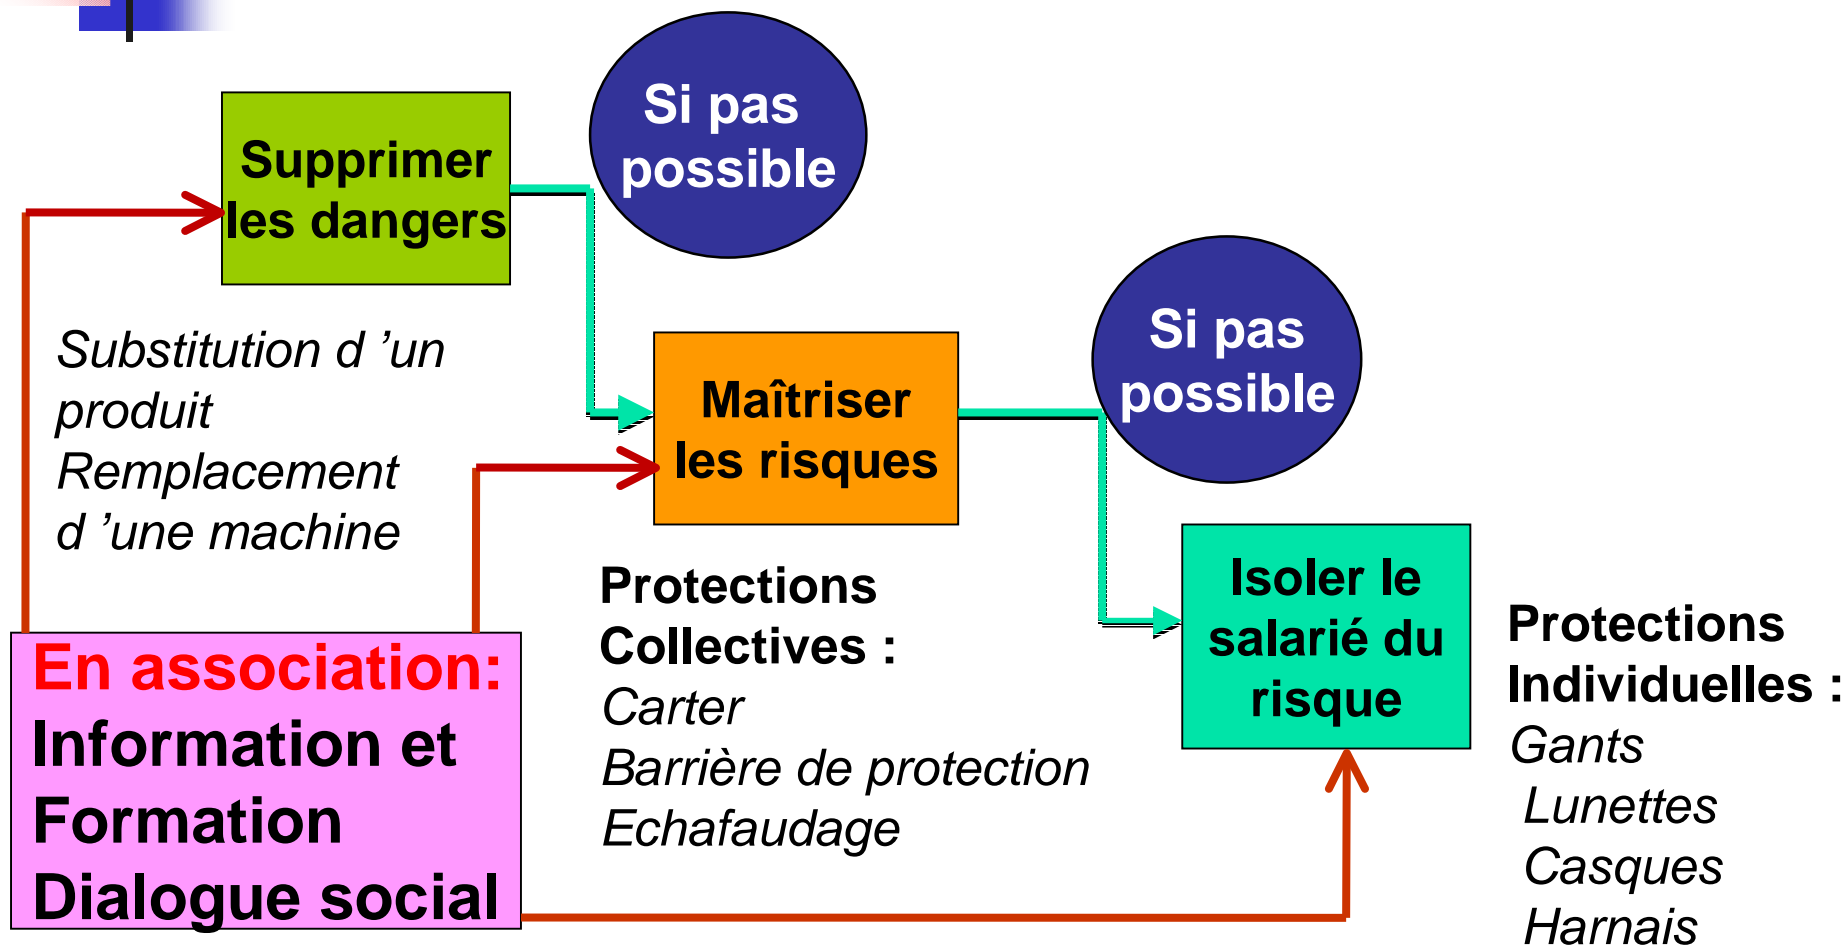 Si pas
possible
Supprimer
les dangers
Substitution d ’un
produit
Remplacement
d ’une machine
Si pas
possible
Maîtriser
les risques
Protections
Collectives :
Carter
Barrière de protection
Echafaudage
Isoler le
salarié du
risque
Protections
Individuelles :
Gants
Lunettes
Casques
Harnais
En association:
Information et
Formation
Dialogue social